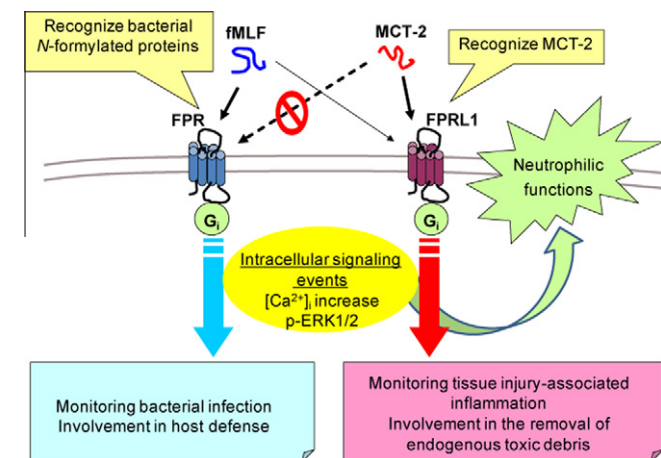 Recognize bacterial
N-formylated proteins
fMLF
MCT-2
Recognize MCT-2
FPR
FPRL1
Neutrophilic
functions
Gi
Gi
Intracellular signaling
events
[Ca²⁺]i increase
p-ERK1/2
Monitoring bacterial infection
Involvement in host defense
Monitoring tissue injury-associated
inflammation
Involvement in the removal of
endogenous toxic debris